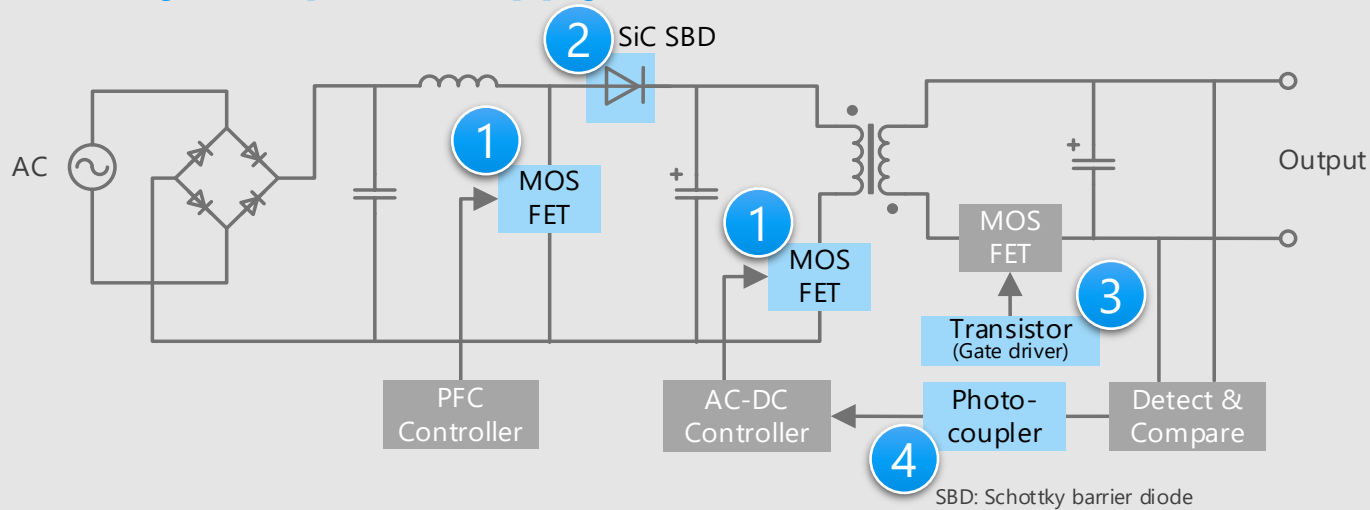 2
SiC SBD
AC
1
MOS
FET
+
1
MOS
FET
+
Output
MOS
FET
3
Transistor
(Gate driver)
PFC
Controller
AC-DC
Controller
4
Photo-
coupler
Detect &
Compare
SBD: Schottky barrier diode